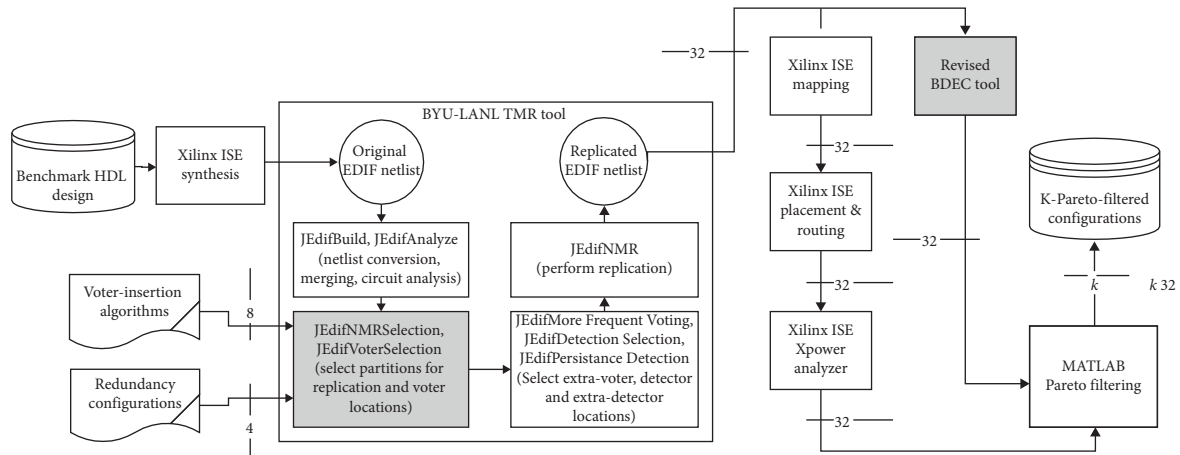 Benchmark HDL
design
Xilinx ISE
synthesis
Voter-insertion
algorithms
8
Redundancy
configurations
4
BYU-LANL TMR tool
Original
EDIF netlist
JEdifBuild, JEdifAnalyze
(netlist conversion,
merging, circuit analysis)
JEdifNMRSelection,
JEdifVoterSelection
(select partitions for
replication and voter
locations)
Replicated
EDIF netlist
JEdifNMR
(perform replication)
JEdifMore Frequent Voting,
JEdifDetection Selection,
JEdifPersistance Detection
(Select extra-voter, detector
and extra-detector
locations)
32
32
Xilinx ISE
mapping
32
Xilinx ISE
placement &
routing
32
Xilinx ISE
Xpower
analyzer
32
Revised
BDEC tool
32
K-Pareto-filtered
configurations
k
k 32
MATLAB
Pareto filtering